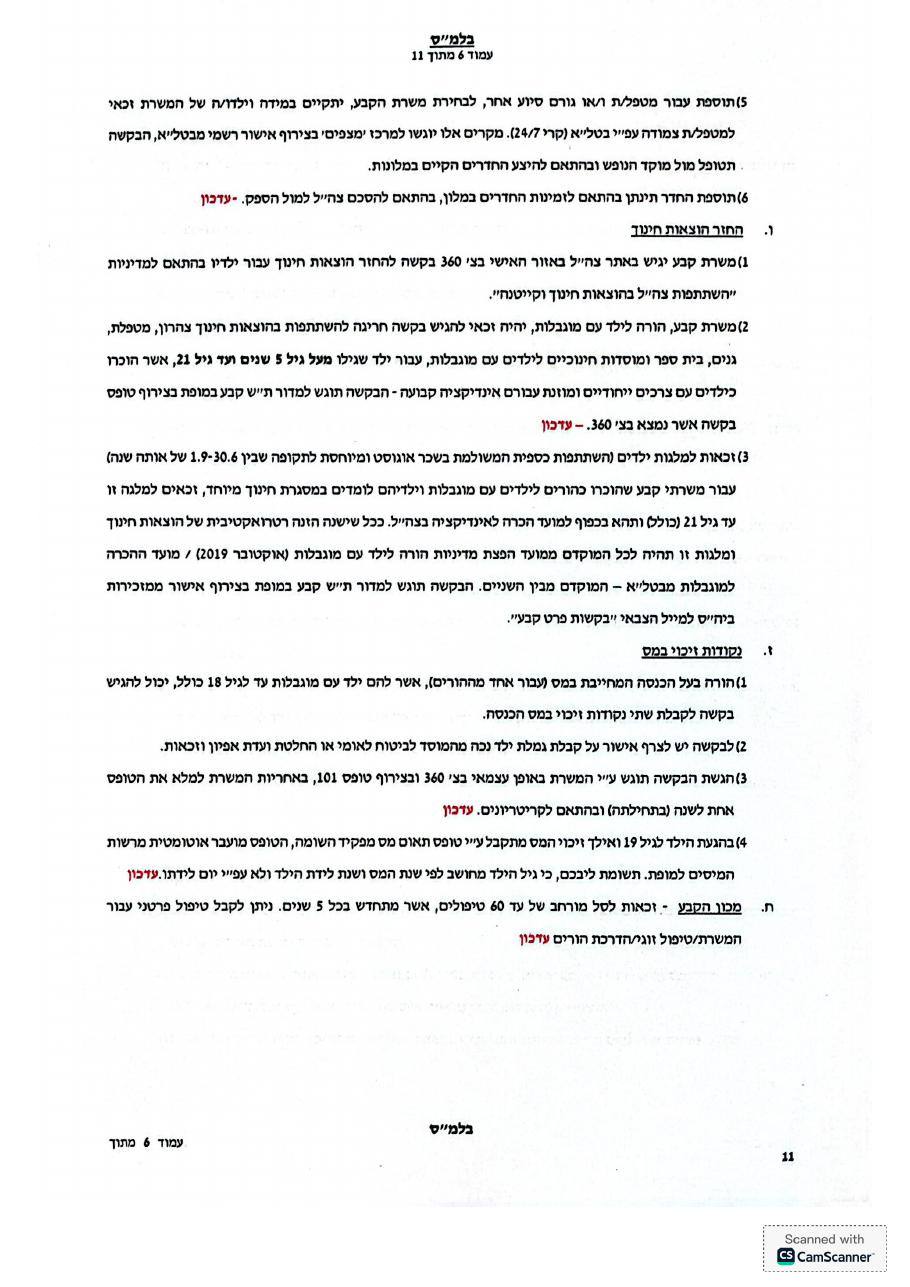 בלמ"ס
עמוד 6 מתוך 11
5) תוספת עבור מטפל/ת ו/או גורם סיוע אחר, לבחירת משרת הקבע, יתקיים במידה וילדו/ה של המשרת זכאי
למטפל/ת צמודה עפ"י בטל"א (קרי 24/7). מקרים אלו יוגשו למרכז 'מצפים' בצירוף אישור רשמי מבטל"א, הבקשה
תטופל מול מוקד הנופש ובהתאם להיצע החדרים הקיים במלונות.
6) תוספת החדר תינתן בהתאם לזמינות החדרים במלון, בהתאם להסכם צה"ל למול הספק. -עדכון
ו. החזר הוצאות חינוך
1) משרת קבע יגיש באתר צה"ל באזור האישי בצ' 360 בקשה להחזר הוצאות חינוך עבור ילדיו בהתאם למדיניות
"השתתפות צה"ל בהוצאות חינוך וקייטנה".
2) משרת קבע, הורה לילד עם מוגבלות, יהיה זכאי להגיש בקשה חריגה להשתתפות בהוצאות חינוך צהרון, מטפלת,
גנים, בית ספר ומוסדות חינוכיים לילדים עם מוגבלות, עבור ילד שגילו מעל גיל 5 שנים ועד גיל 21, אשר הוכרו
כילדים עם צרכים ייחודיים ומוזנת עבורם אינדיקציה קבועה - הבקשה תוגש למדור ת"ש קבע במופת בצירוף טופס
בקשה אשר נמצא בצ' 360. – עדכון
3) זכאות למלגות ילדים (השתתפות כספית המשולמת בשכר אוגוסט ומיוחסת לתקופה שבין 1.9-30.6 של אותה שנה)
עבור משרתי קבע שהוכרו כהורים לילדים עם מוגבלות וילדיהם לומדים במסגרת חינוך מיוחד, זכאים למלגה זו
עד גיל 21 (כולל) ותהא בכפוף למועד הכרה לאינדיקציה בצה"ל. ככל שישנה הזנה רטרואקטיבית של הוצאות חינוך
ומלגות זו תהיה לכל המוקדם ממועד הפצת מדיניות הורה לילד עם מוגבלות (אוקטובר 2019) / מועד ההכרה
למוגבלות מבטל"א – המוקדם מבין השניים. הבקשה תוגש למדור ת"ש קבע במופת בצירוף אישור ממזכירות
ביה"ס למייל הצבאי "בקשות פרט קבע".
ז. נקודות זיכוי במס
1) הורה בעל הכנסה המחייבת במס (עבור אחד מההורים), אשר להם ילד עם מוגבלות עד לגיל 18 כולל, יכול להגיש
בקשה לקבלת שתי נקודות זיכוי במס הכנסה.
2) לבקשה יש לצרף אישור על קבלת גמלת ילד נכה מהמוסד לביטוח לאומי או החלטת ועדת אפיון וזכאות.
3) הגשת הבקשה תוגש ע"י המשרת באופן עצמאי בצ' 360 ובצירוף טופס 101, באחריות המשרת למלא את הטופס
אחת לשנה (בתחילתה) ובהתאם לקריטריונים. עדכון
4) בהגעת הילד לגיל 19 ואילך זיכוי המס מתקבל ע"י טופס תאום מס מפקיד השומה, הטופס מועבר אוטומטית מרשות
המיסים למופת. תשומת ליבכם, כי גיל הילד מחושב לפי שנת המס ושנת לידת הילד ולא עפ"י יום לידתו.עדכון
ח. מכון הקבע - זכאות לסל מורחב של עד 60 טיפולים, אשר מתחדש בכל 5 שנים. ניתן לקבל טיפול פרטני עבור
המשרת/טיפול זוגי/הדרכת הורים עדכון
בלמ"ס
עמוד 6 מתוך
11
Scanned with
CS CamScanner